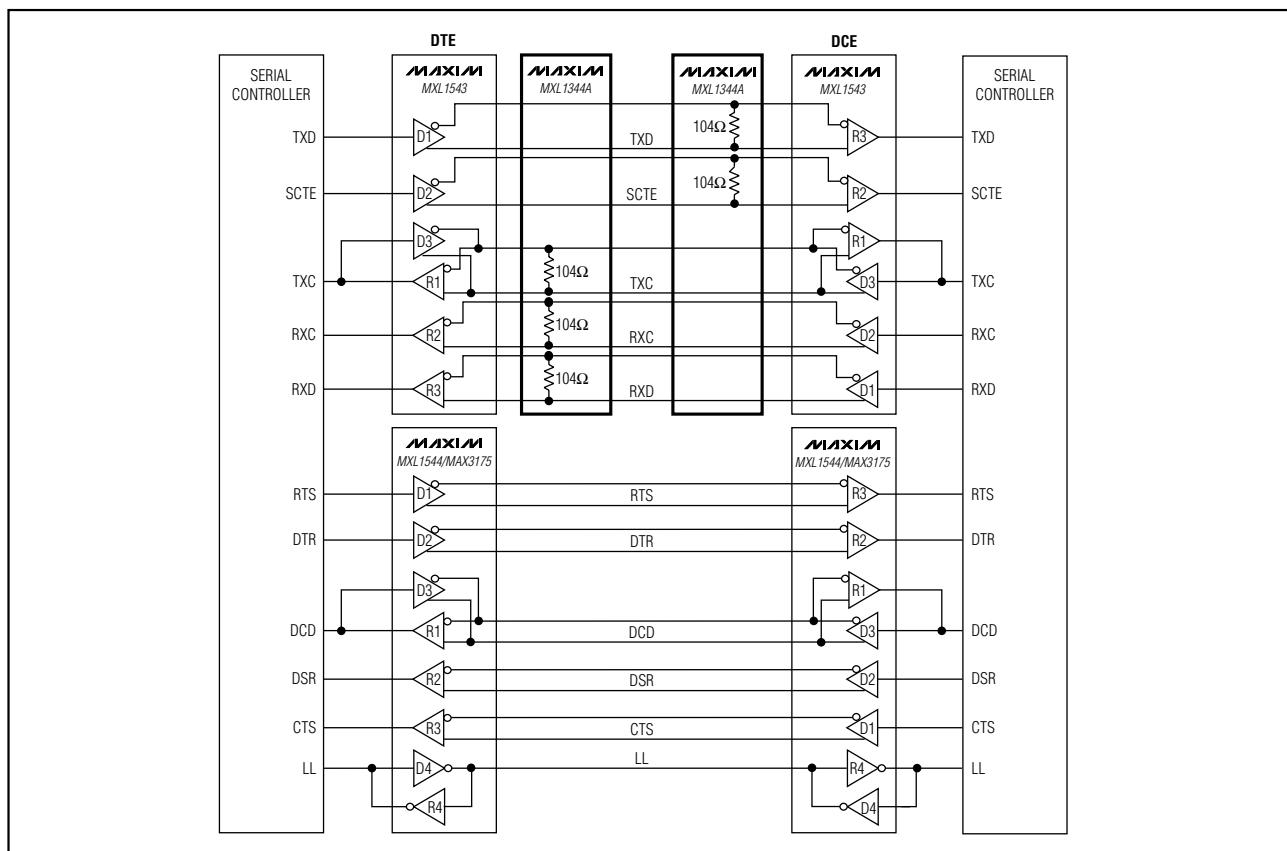 DTE
DCE
SERIAL
CONTROLLER
MAXIM
MXL1543
MAXIM
MXL1344A
MAXIM
MXL1344A
MAXIM
MXL1543
SERIAL
CONTROLLER
TXD
D1
TXD
104Ω
R3
TXD
SCTE
D2
SCTE
104Ω
R2
SCTE
D3
R1
TXC
R1
104Ω
TXC
D3
TXC
RXC
R2
104Ω
RXC
D2
RXC
RXD
R3
104Ω
RXD
D1
RXD
MAXIM
MXL1544/MAX3175
MAXIM
MXL1544/MAX3175
RTS
D1
RTS
R3
RTS
DTR
D2
DTR
R2
DTR
D3
R1
DCD
R1
DCD
D3
DCD
DSR
R2
DSR
D2
DSR
CTS
R3
CTS
D1
CTS
LL
D4
LL
R4
LL
R4
D4